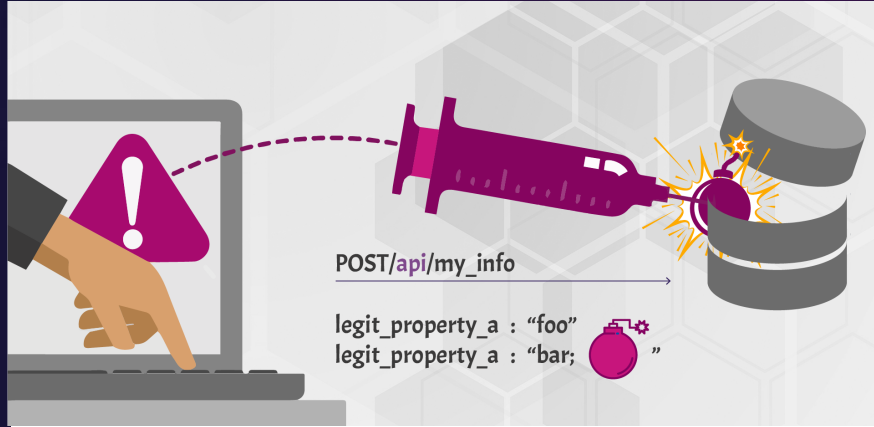 POST/api/my_info
legit_property_a : “foo”
legit_property_a : “bar; ”